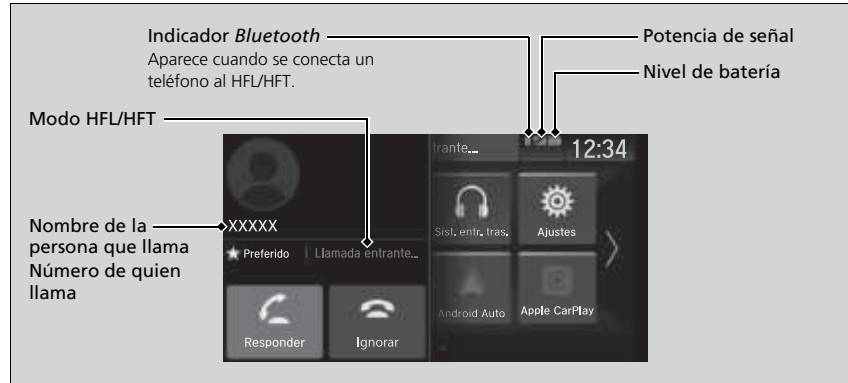 Indicador Bluetooth
Aparece cuando se conecta un
teléfono al HFL/HFT.
Potencia de señal
Nivel de batería
Modo HFL/HFT
Nombre de la
persona que llama
Número de quien
llama
trante...
12:34
XXXXX
Preferido
Llamada entrante...
Sist. entr. tras.
Ajustes
Android Auto
Apple CarPlay
Responder
Ignorar